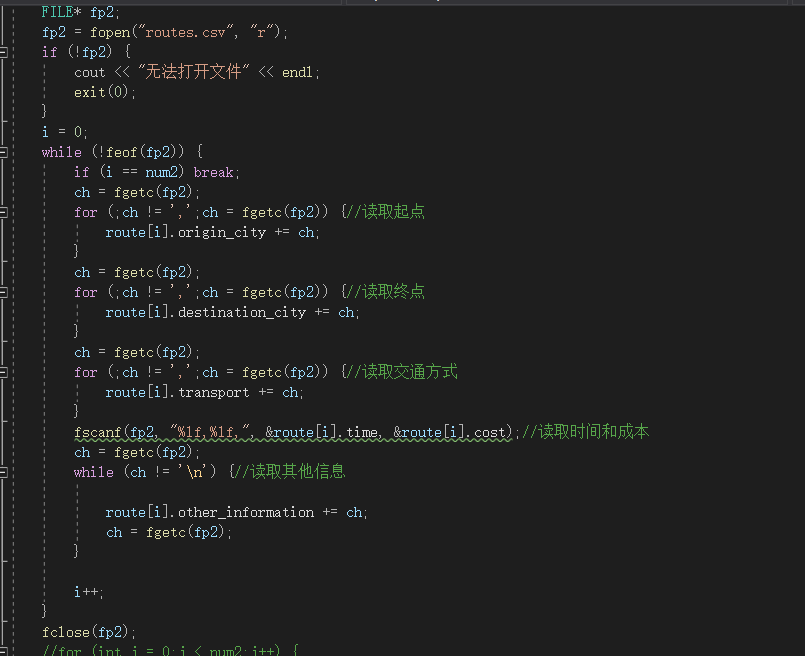 FILE* fp2;
fp2 = fopen("routes.csv", "r");
if (!fp2) {
cout << "无法打开文件" << endl;
exit(0);
}
i = 0;
while (!feof(fp2)) {
if (i == num2) break;
ch = fgetc(fp2);
for (;ch != ',';ch = fgetc(fp2)) {//读取起点
route[i].origin_city += ch;
}
ch = fgetc(fp2);
for (;ch != ',';ch = fgetc(fp2)) {//读取终点
route[i].destination_city += ch;
}
ch = fgetc(fp2);
for (;ch != ',';ch = fgetc(fp2)) {//读取交通方式
route[i].transport += ch;
}
fscanf(fp2, "%lf,%lf,", &route[i].time, &route[i].cost);//读取时间和成本
ch = fgetc(fp2);
while (ch != '\n') {//读取其他信息
route[i].other_information += ch;
ch = fgetc(fp2);
}
i++;
}
fclose(fp2);
//for (int i = 0;i < num2;i++) {